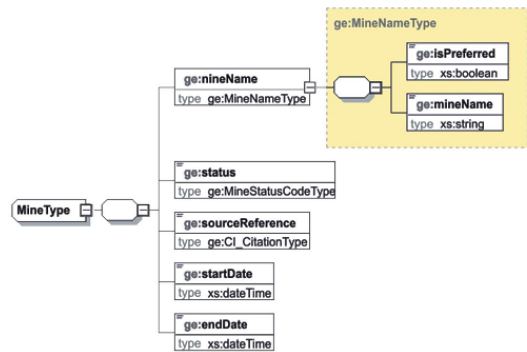 ge:MineNameType
ge:isPreferred
type xs:boolean
ge:nineName
type ge:MineNameType
ge:mineName
type xs:string
ge:status
type ge:MineStatusCodeType
MineType
ge:sourceReference
type ge:CI_CitationType
ge:startDate
type xs:dateTime
ge:endDate
type xs:dateTime